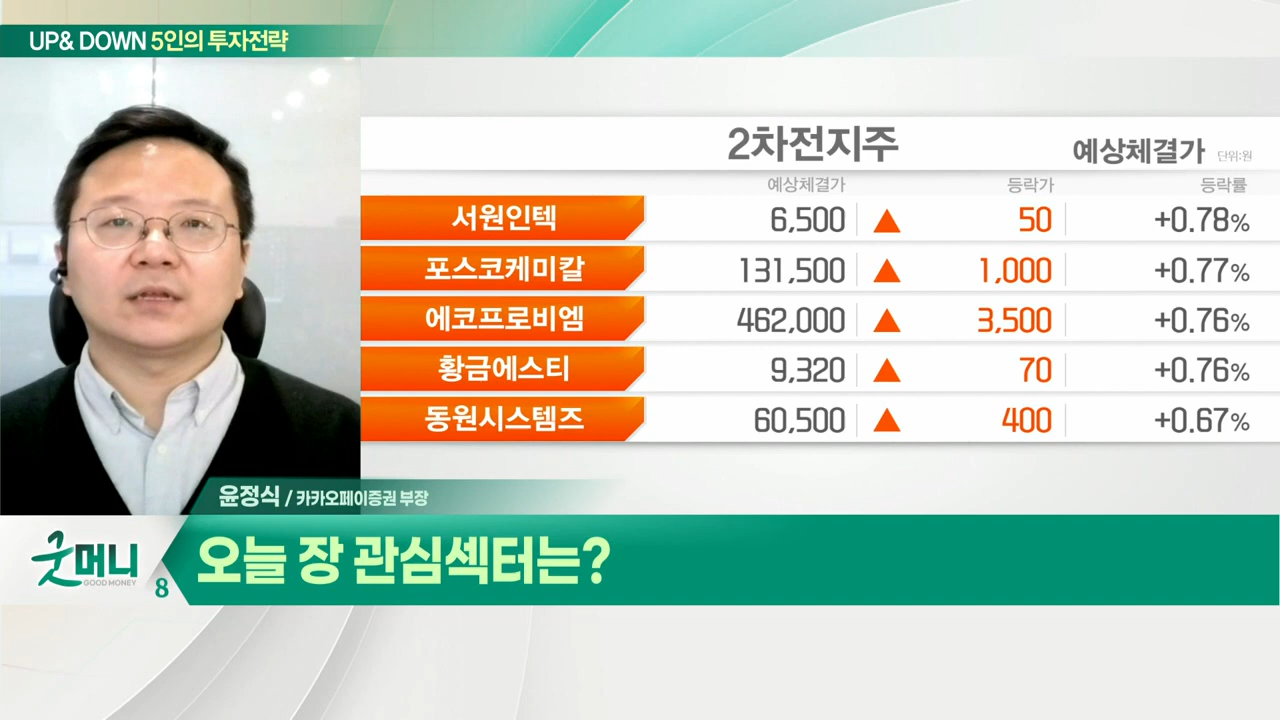 UP& DOWN 5인의 투자전략
2차전지주 예상체결가 단위:원
예상체결가 등락가 등락률
서원인텍 6,500 ▲ 50 +0.78%
포스코케미칼 131,500 ▲ 1,000 +0.77%
에코프로비엠 462,000 ▲ 3,500 +0.76%
황금에스티 9,320 ▲ 70 +0.76%
동원시스템즈 60,500 ▲ 400 +0.67%
윤정식 / 카카오페이증권 부장
굿머니 GOOD MONEY 8
오늘 장 관심섹터는?